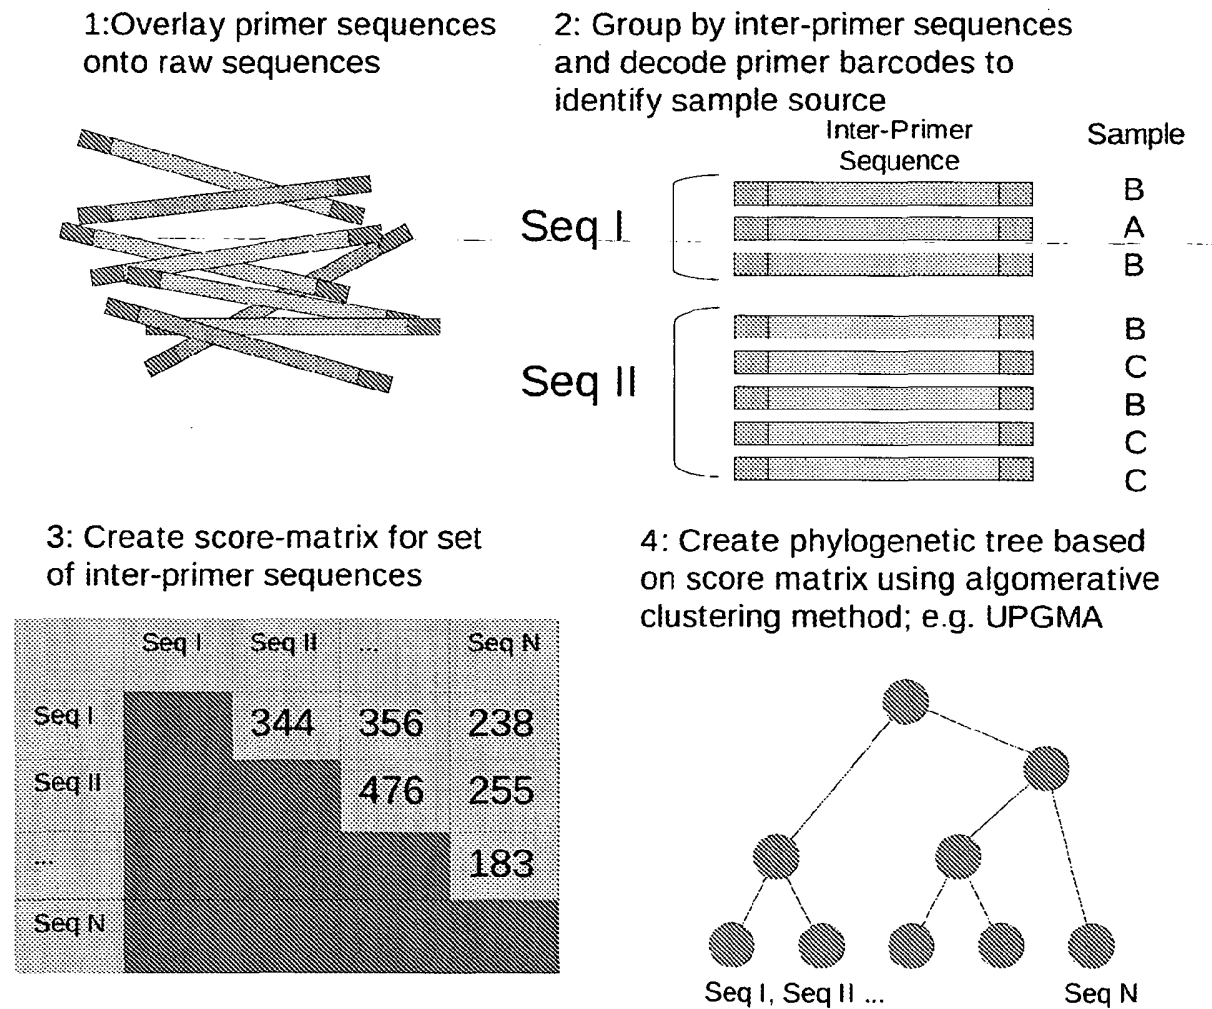 1:Overlay primer sequences
onto raw sequences
2: Group by inter-primer sequences
and decode primer barcodes to
identify sample source
Inter-Primer
Sequence
Sample
Seq I
B
A
B
Seq II
B
C
B
C
C
3: Create score-matrix for set
of inter-primer sequences
Seq I Seq II ... Seq N
Seq I 344 356 238
Seq II 476 255
... 183
Seq N
4: Create phylogenetic tree based
on score matrix using algomerative
clustering method; e.g. UPGMA
Seq I, Seq II ... Seq N